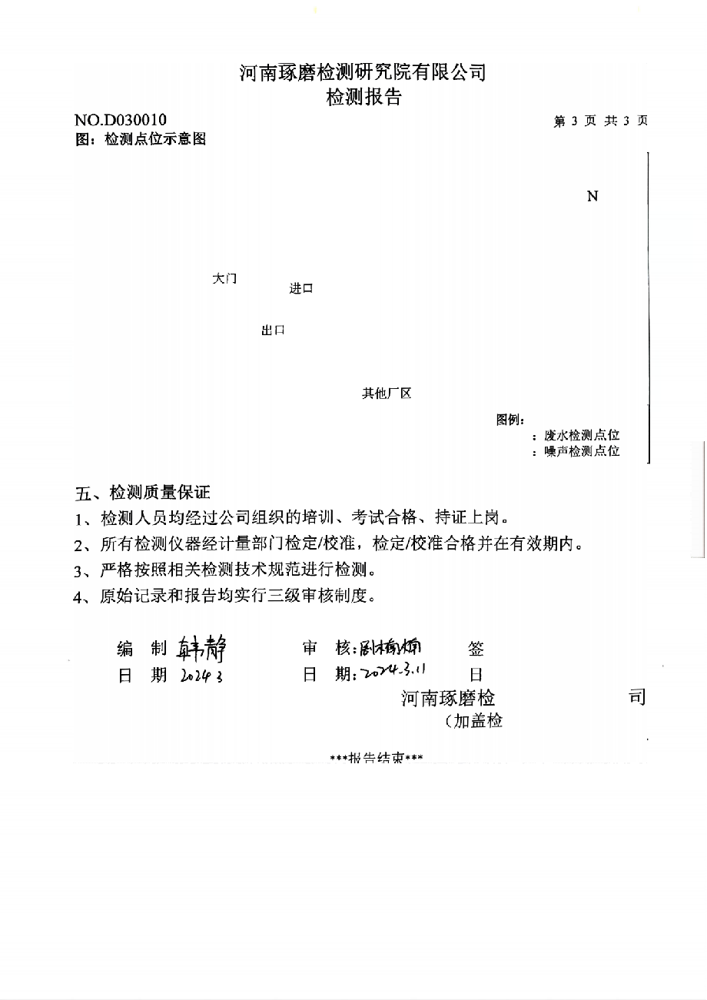 河南琢磨检测研究院有限公司
检测报告
NO.D030010
第 3 页 共 3 页
图：检测点位示意图
N
大门
进口
出口
其他厂区
图例：
：废水检测点位
：噪声检测点位
五、检测质量保证
1、检测人员均经过公司组织的培训、考试合格、持证上岗。
2、所有检测仪器经计量部门检定/校准，检定/校准合格并在有效期内。
3、严格按照相关检测技术规范进行检测。
4、原始记录和报告均实行三级审核制度。
编 制 韩静 审 核: 签
日 期 2024 3 日 期: 2024.3.11 日
河南琢磨检 司
（加盖检
***报告结束***